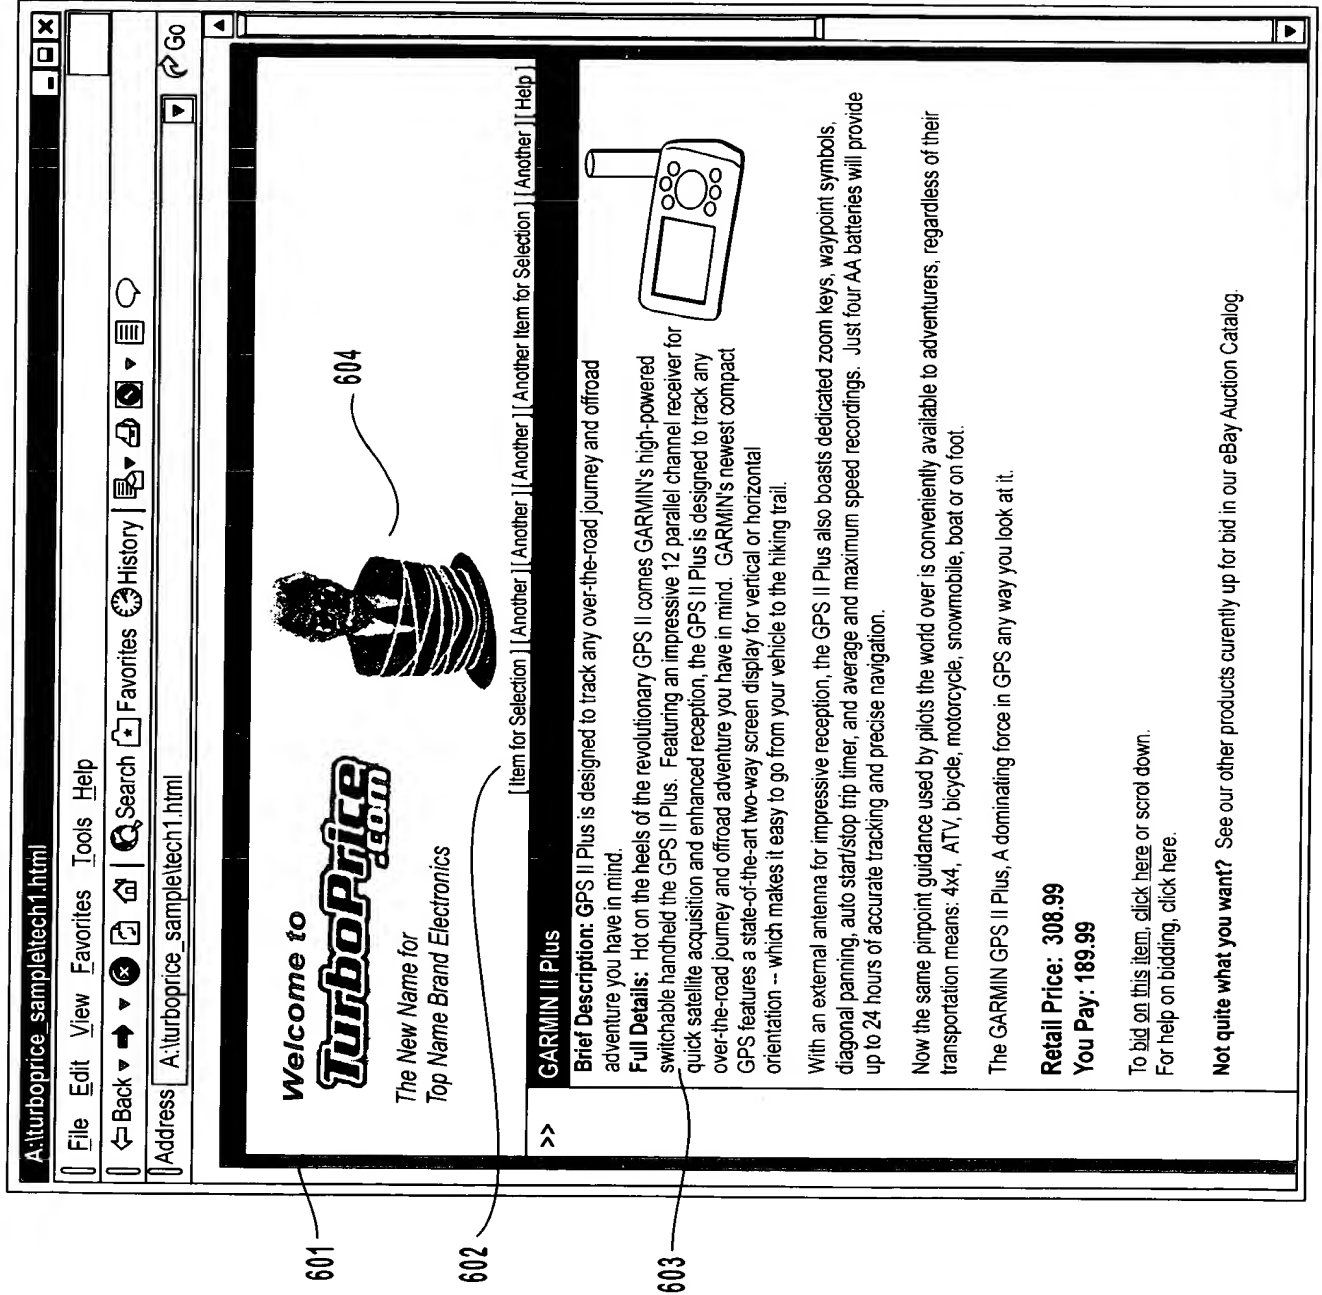 A:\turboprice_sample\tech1.html
File Edit View Favorites Tools Help
Back Search Favorites History
Address A:\turboprice_sample\tech1.html Go
Welcome to
TurboPrice
.com
The New Name for
Top Name Brand Electronics
604
601
602
[ Item for Selection ] [ Another ] [ Another ] [ Another ] [ Another Item for Selection ] [ Another ] [ Help ]
>>
GARMIN II Plus
Brief Description: GPS II Plus is designed to track any over-the-road journey and offroad
adventure you have in mind.
Full Details: Hot on the heels of the revolutionary GPS II comes GARMIN's high-powered
switchable handheld the GPS II Plus. Featuring an impressive 12 parallel channel receiver for
quick satellite acquisition and enhanced reception, the GPS II Plus is designed to track any
over-the-road journey and offroad adventure you have in mind. GARMIN's newest compact
GPS features a state-of-the-art two-way screen display for vertical or horizontal
orientation -- which makes it easy to go from your vehicle to the hiking trail.
603
With an external antenna for impressive reception, the GPS II Plus also boasts dedicated zoom keys, waypoint symbols,
diagonal panning, auto start/stop trip timer, and average and maximum speed recordings. Just four AA batteries will provide
up to 24 hours of accurate tracking and precise navigation.
Now the same pinpoint guidance used by pilots the world over is conveniently available to adventurers, regardless of their
transportation means: 4x4, ATV, bicycle, motorcycle, snowmobile, boat or on foot.
The GARMIN GPS II Plus, A dominating force in GPS any way you look at it.
Retail Price: 308.99
You Pay: 189.99
To bid on this item, click here or scrol down.
For help on bidding, click here.
Not quite what you want? See our other products curently up for bid in our eBay Auction Catalog.